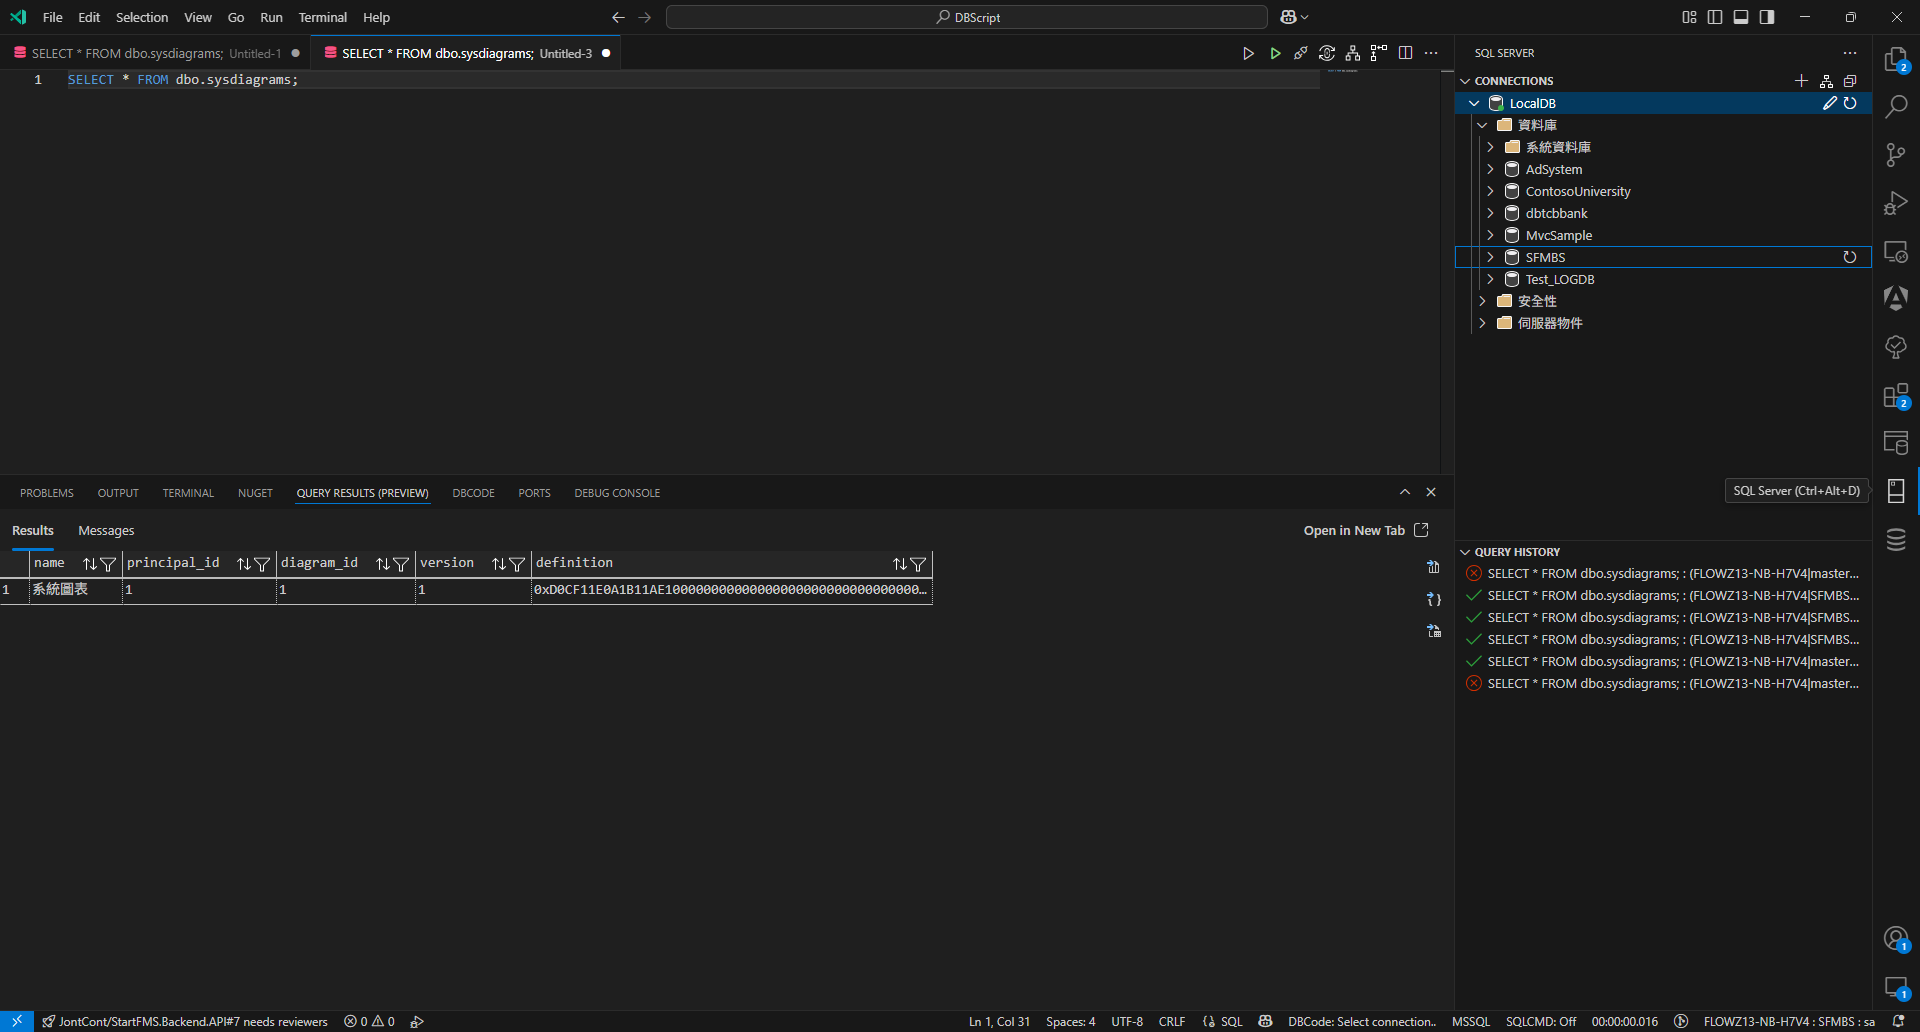 File Edit Selection View Go Run Terminal Help
DBScript
SELECT * FROM dbo.sysdiagrams; Untitled-1
SELECT * FROM dbo.sysdiagrams; Untitled-3
1 SELECT * FROM dbo.sysdiagrams;
PROBLEMS OUTPUT TERMINAL NUGET QUERY RESULTS (PREVIEW) DBCODE PORTS DEBUG CONSOLE
Results Messages
Open in New Tab
name principal_id diagram_id version definition
1 系統圖表 1 1 1 0xD0CF11E0A1B11AE100000000000000000000000000000000…
SQL SERVER
CONNECTIONS
LocalDB
資料庫
系統資料庫
AdSystem
ContosoUniversity
dbtcbbank
MvcSample
SFMBS
Test_LOGDB
安全性
伺服器物件
SQL Server (Ctrl+Alt+D)
QUERY HISTORY
SELECT * FROM dbo.sysdiagrams; : (FLOWZ13-NB-H7V4|master...
SELECT * FROM dbo.sysdiagrams; : (FLOWZ13-NB-H7V4|SFMBS...
SELECT * FROM dbo.sysdiagrams; : (FLOWZ13-NB-H7V4|SFMBS...
SELECT * FROM dbo.sysdiagrams; : (FLOWZ13-NB-H7V4|SFMBS...
SELECT * FROM dbo.sysdiagrams; : (FLOWZ13-NB-H7V4|master...
SELECT * FROM dbo.sysdiagrams; : (FLOWZ13-NB-H7V4|master...
2
2
1
1
JontCont/StartFMS.Backend.API#7 needs reviewers 0 0
Ln 1, Col 31 Spaces: 4 UTF-8 CRLF SQL DBCode: Select connection.. MSSQL SQLCMD: Off 00:00:00.016 FLOWZ13-NB-H7V4 : SFMBS : sa